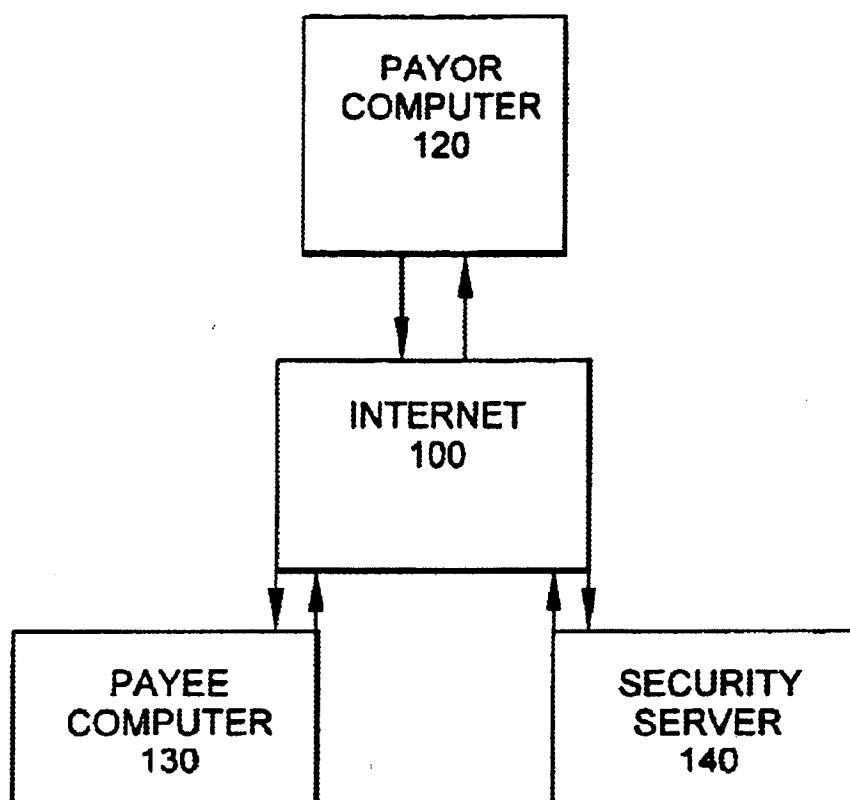 PAYOR
COMPUTER
120
INTERNET
100
PAYEE
COMPUTER
130
SECURITY
SERVER
140